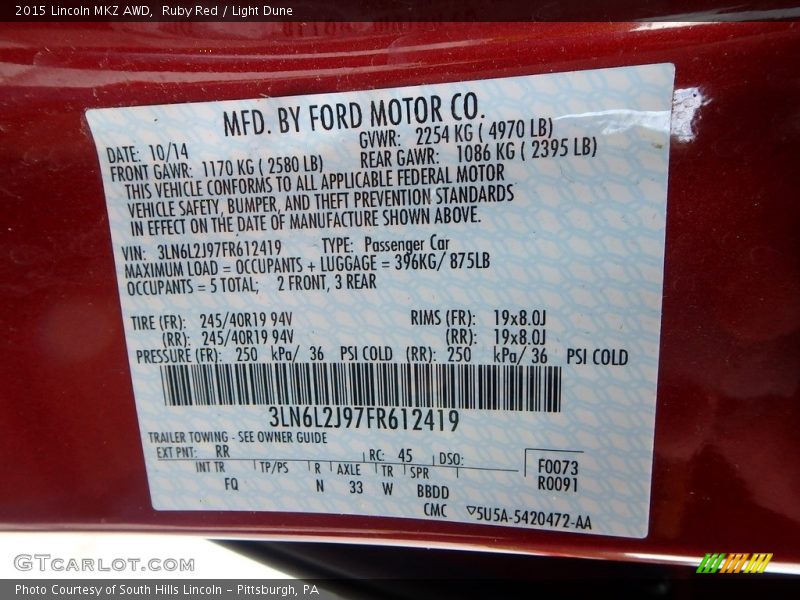 2015 Lincoln MKZ AWD, Ruby Red / Light Dune
MFD. BY FORD MOTOR CO.
DATE: 10/14 GVWR: 2254 KG ( 4970 LB)
FRONT GAWR: 1170 KG ( 2580 LB) REAR GAWR: 1086 KG ( 2395 LB)
THIS VEHICLE CONFORMS TO ALL APPLICABLE FEDERAL MOTOR
VEHICLE SAFETY, BUMPER, AND THEFT PREVENTION STANDARDS
IN EFFECT ON THE DATE OF MANUFACTURE SHOWN ABOVE.
VIN: 3LN6L2J97FR612419 TYPE: Passenger Car
MAXIMUM LOAD = OCCUPANTS + LUGGAGE = 396KG/ 875LB
OCCUPANTS = 5 TOTAL; 2 FRONT, 3 REAR
TIRE (FR): 245/40R19 94V RIMS (FR): 19x8.0J
(RR): 245/40R19 94V (RR): 19x8.0J
PRESSURE (FR): 250 kPa/ 36 PSI COLD (RR): 250 kPa/ 36 PSI COLD
3LN6L2J97FR612419
TRAILER TOWING - SEE OWNER GUIDE
EXT PNT: RR RC: 45 DSO: F0073
INT TR TP/PS R AXLE TR SPR R0091
FQ N 33 W BBDD
CMC ▽5U5A-5420472-AA
GTCARLOT.COM
Photo Courtesy of South Hills Lincoln - Pittsburgh, PA